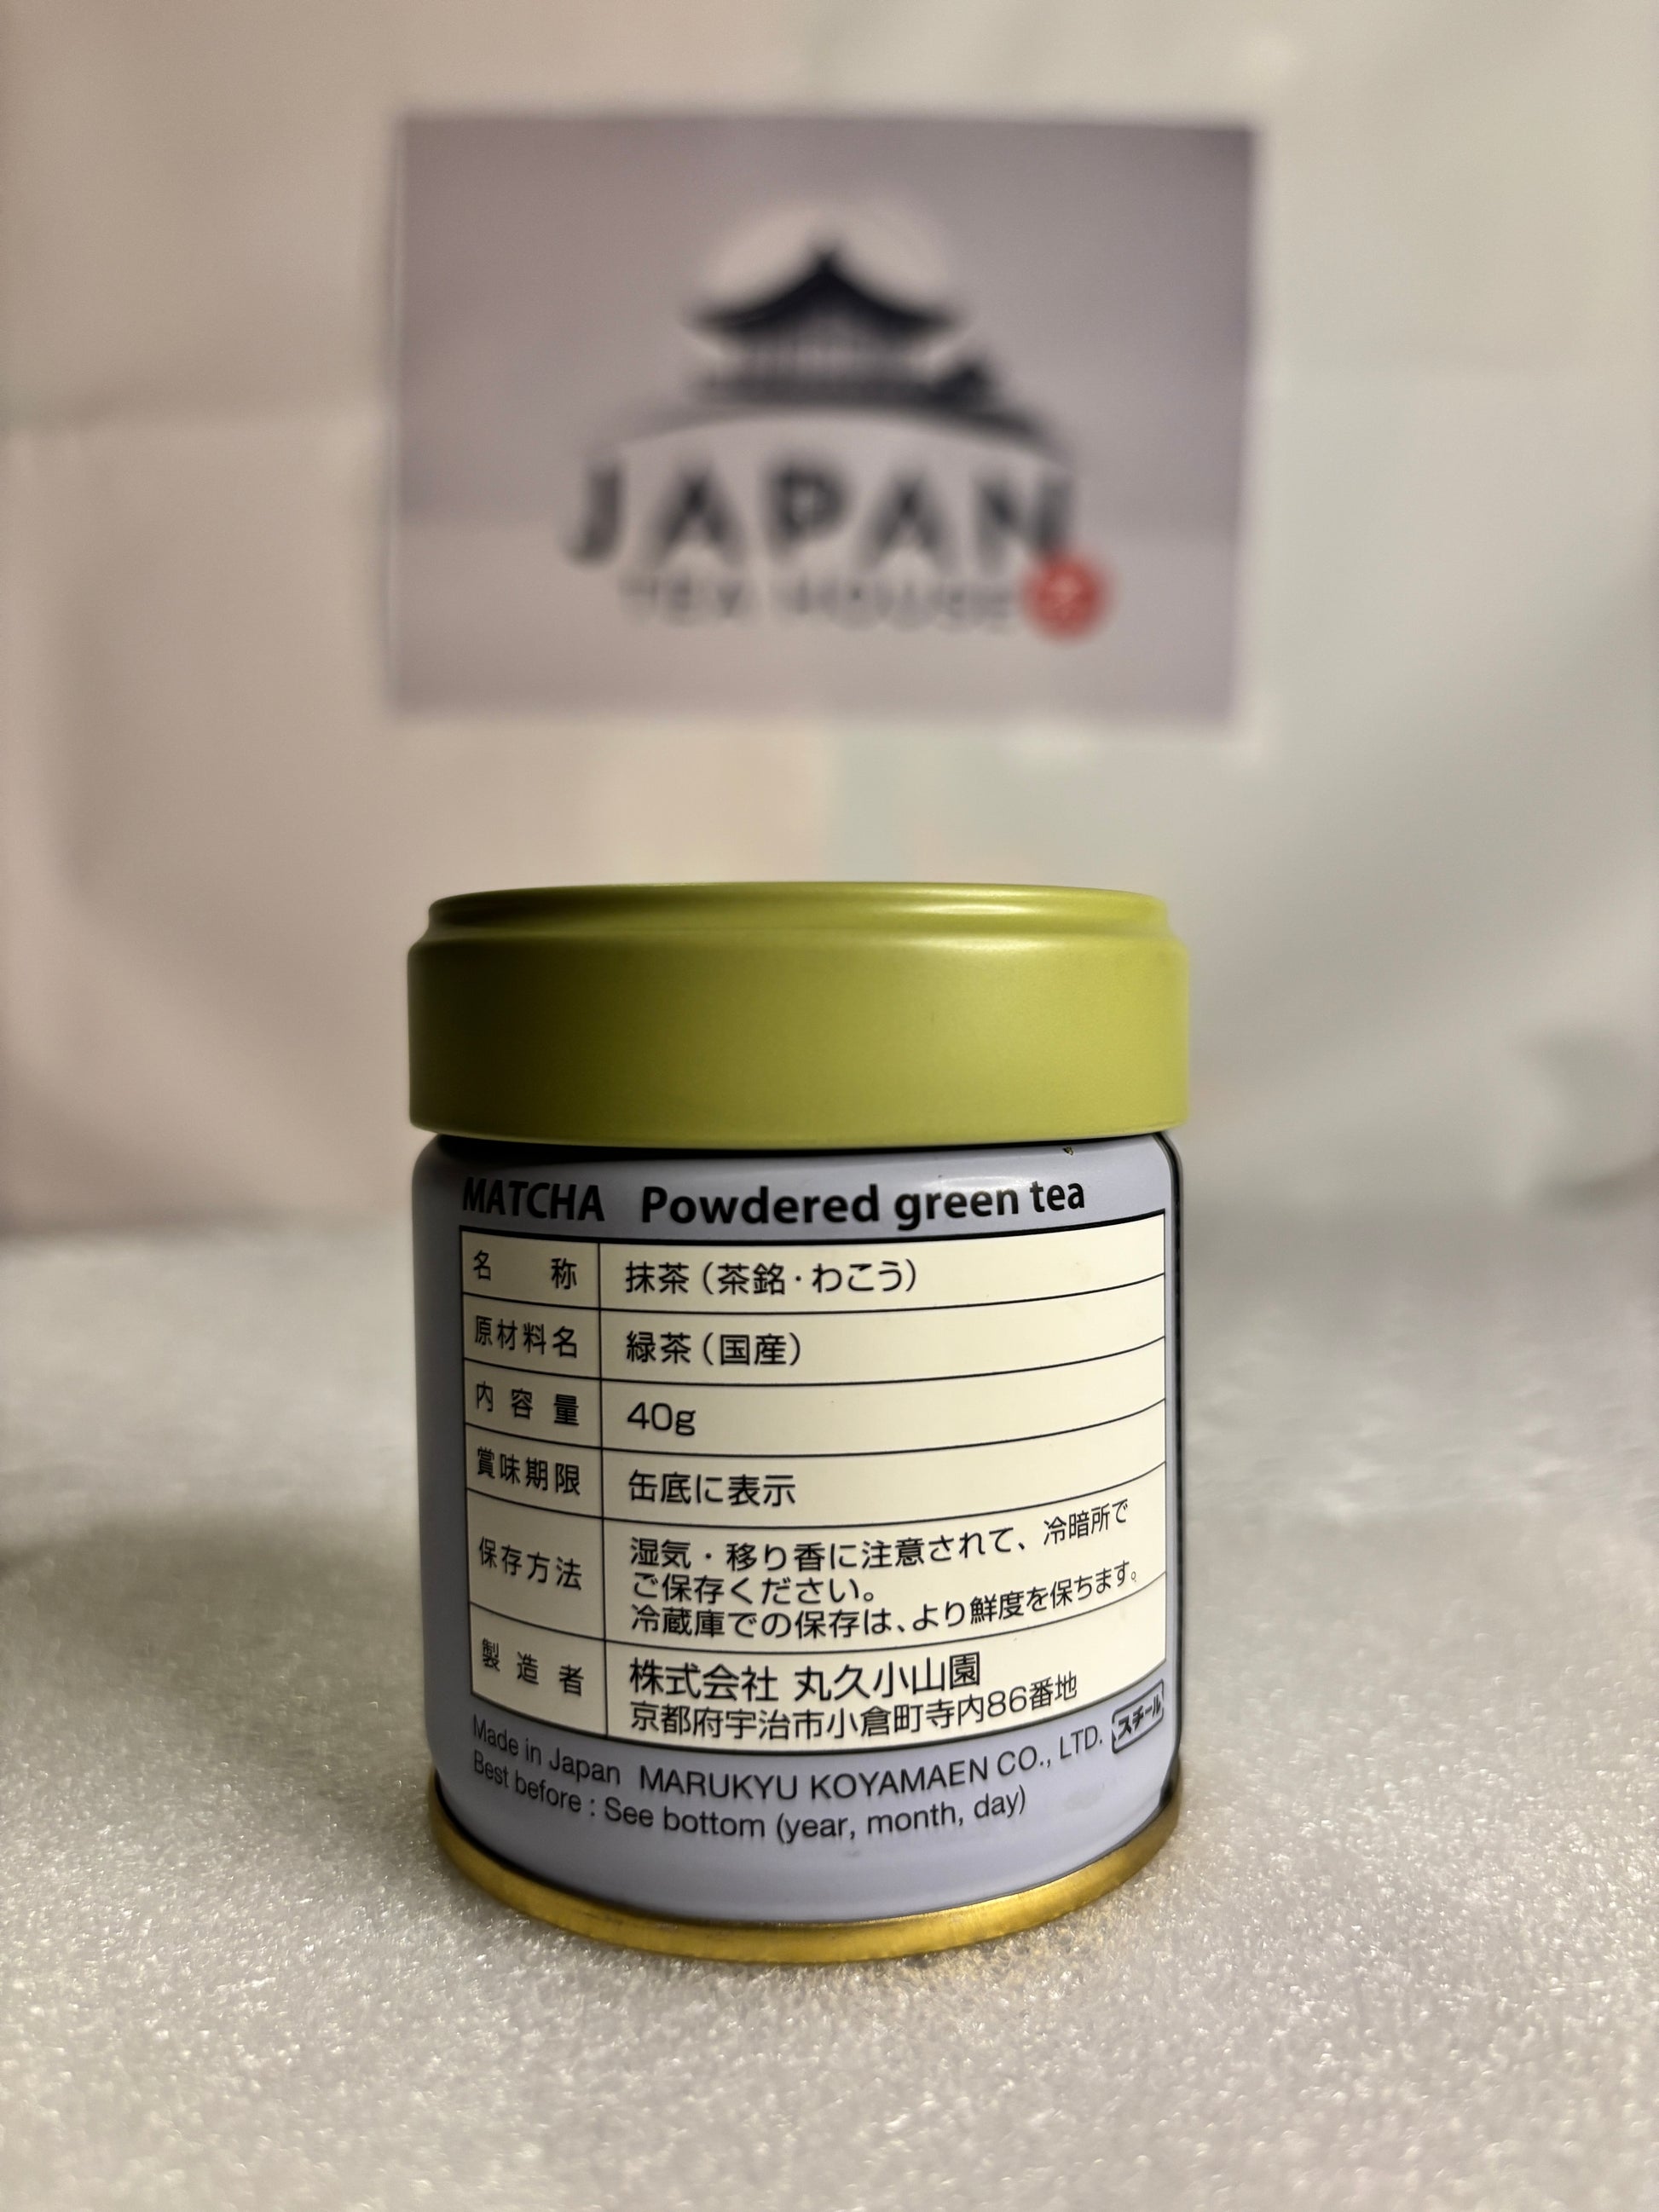 JAPAN
TEA HOUSE
MATCHA Powdered green tea
名称 抹茶(茶銘・わこう)
原材料名 緑茶(国産)
内容量 40g
賞味期限 缶底に表示
保存方法 湿気・移り香に注意されて、冷暗所で
ご保存ください。
冷蔵庫での保存は、より鮮度を保ちます。
製造者 株式会社 丸久小山園
京都府宇治市小倉町寺内86番地
Made in Japan MARUKYU KOYAMAEN CO., LTD. スチール
Best before : See bottom (year, month, day)